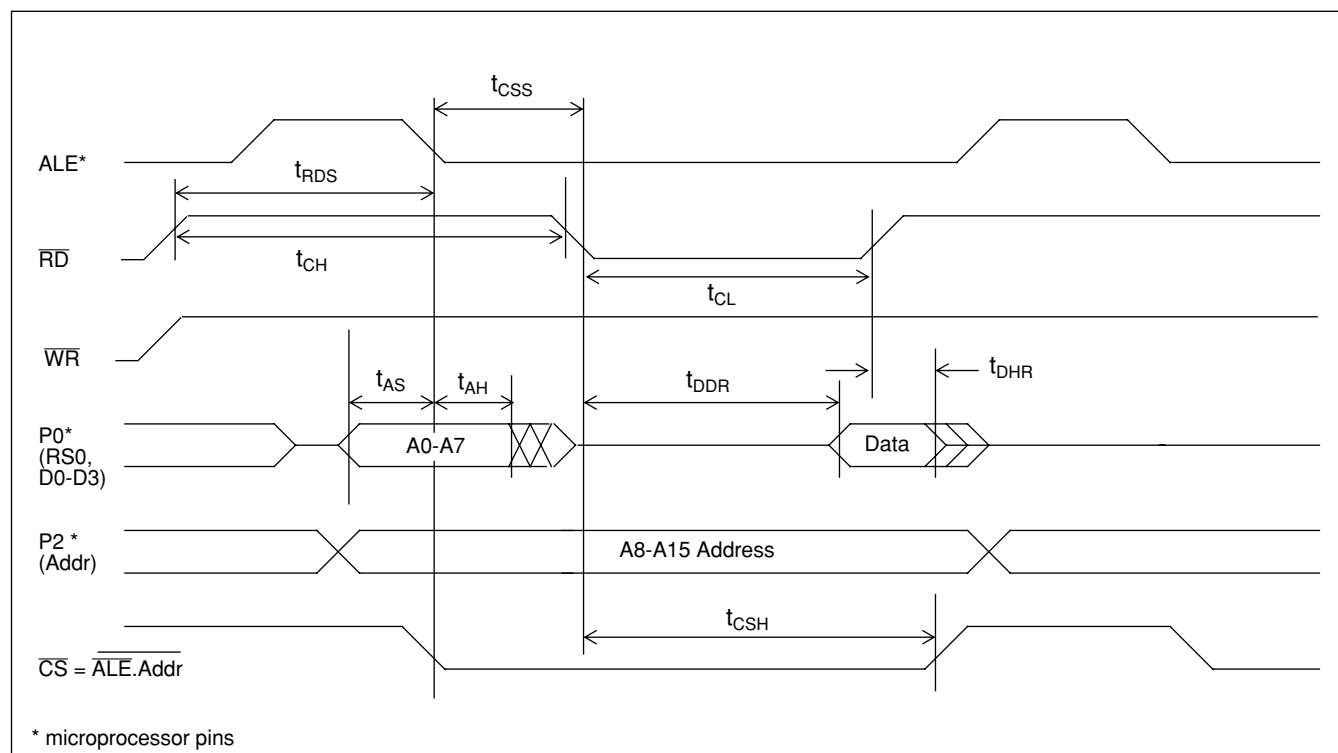 tCSS
ALE*
tRDS
RD
tCH
tCL
WR
tDHR
tAS
tAH
tDDR
P0*
(RS0,
D0-D3)
A0-A7
Data
P2 *
(Addr)
A8-A15 Address
tCSH
CS = ALE.Addr
* microprocessor pins